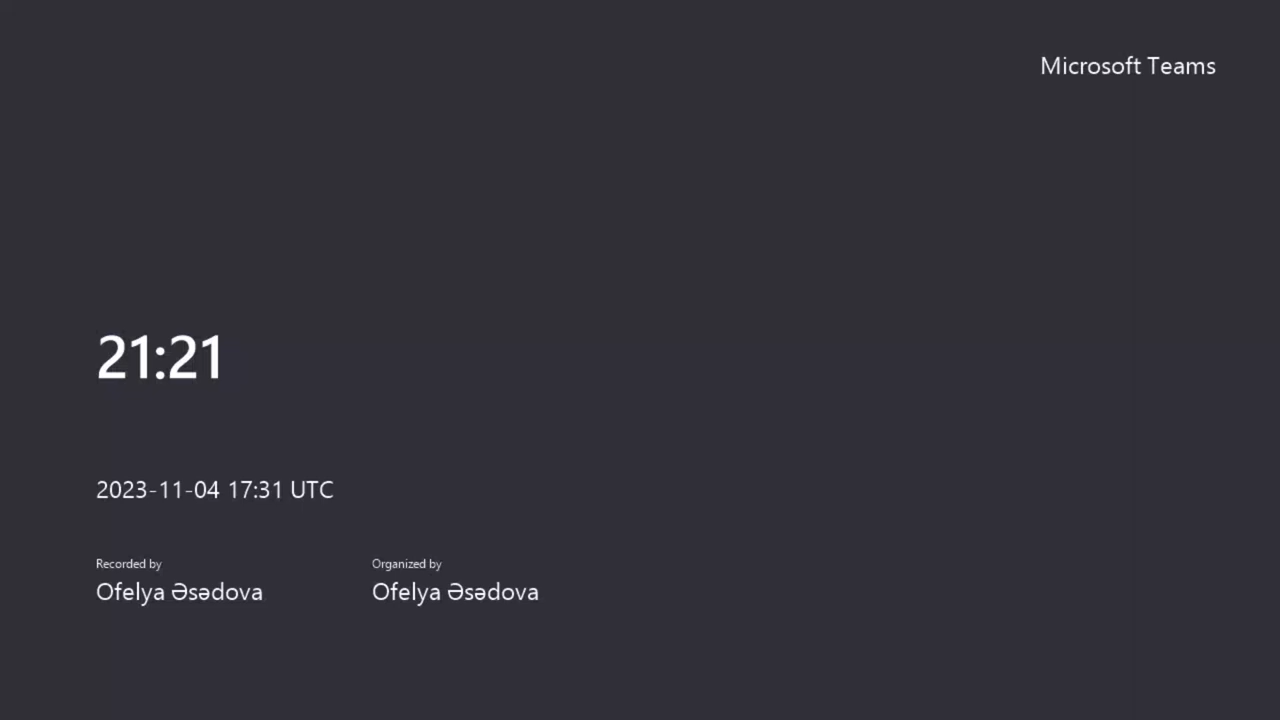 Microsoft Teams
21:21
2023-11-04 17:31 UTC
Recorded by
Ofelya Əsədova
Organized by
Ofelya Əsədova